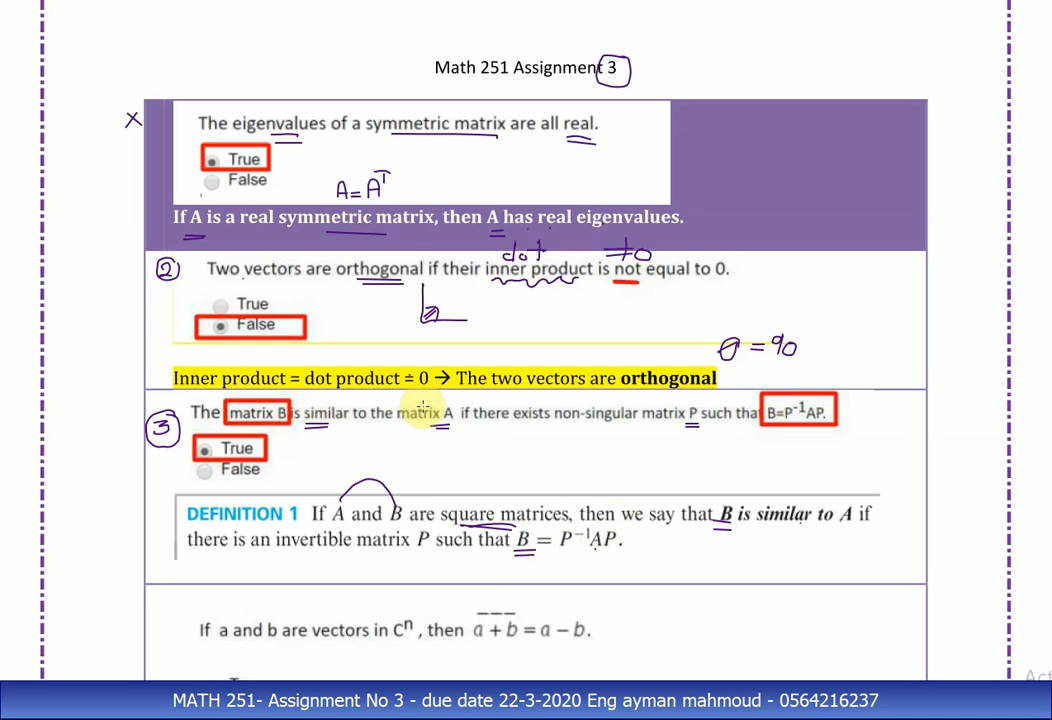 Math 251 Assignment 3
X
The eigenvalues of a symmetric matrix are all real.
True
False
A = Aᵀ
If A is a real symmetric matrix, then A has real eigenvalues.
dot ≠0
② Two vectors are orthogonal if their inner product is not equal to 0.
True
False
θ = 90
Inner product = dot product = 0 → The two vectors are orthogonal
③ The matrix B is similar to the matrix A if there exists non-singular matrix P such that B=P⁻¹AP.
True
False
DEFINITION 1 If A and B are square matrices, then we say that B is similar to A if
there is an invertible matrix P such that B = P⁻¹AP.
If a and b are vectors in Cⁿ , then a + b = a − b.
MATH 251- Assignment No 3 - due date 22-3-2020 Eng ayman mahmoud - 0564216237